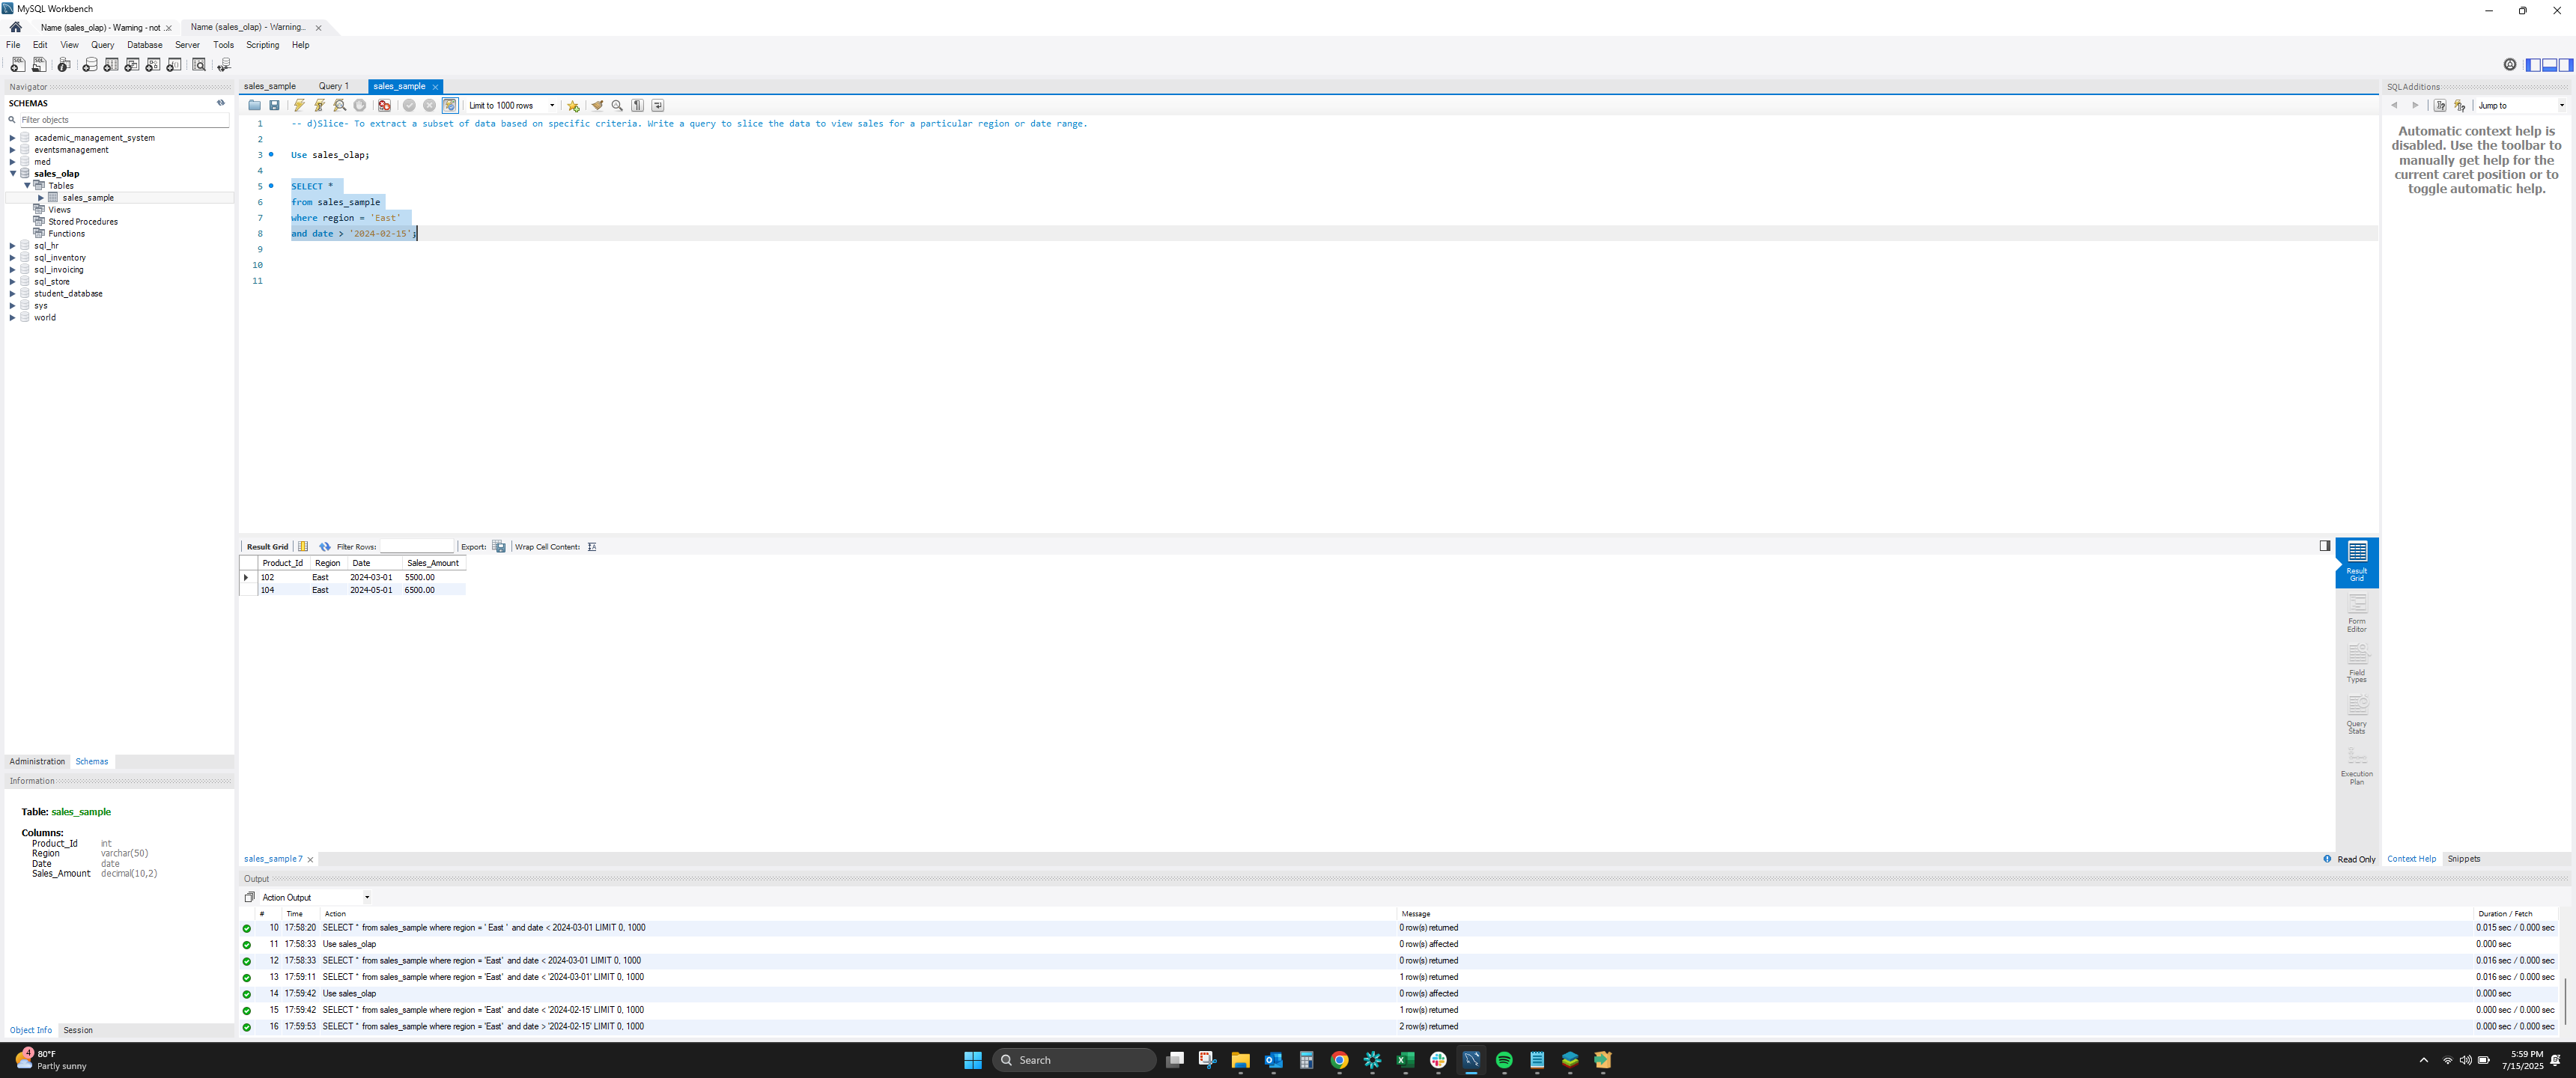 MySQL Workbench
Name (sales_olap) - Warning - not ...
Name (sales_olap) - Warning...
File Edit View Query Database Server Tools Scripting Help
Navigator
SCHEMAS
Filter objects
academic_management_system
eventsmanagement
med
sales_olap
Tables
sales_sample
Views
Stored Procedures
Functions
sql_hr
sql_inventory
sql_invoicing
sql_store
student_database
sys
world
Administration Schemas
Information
Table: sales_sample
Columns:
Product_Id int
Region varchar(50)
Date date
Sales_Amount decimal(10,2)
Object Info Session
sales_sample Query 1 sales_sample
Limit to 1000 rows
1 -- d)Slice- To extract a subset of data based on specific criteria. Write a query to slice the data to view sales for a particular region or date range.
2
3 Use sales_olap;
4
5 SELECT *
6 from sales_sample
7 where region = 'East'
8 and date > '2024-02-15';
9
10
11
Result Grid Filter Rows: Export: Wrap Cell Content:
Product_Id Region Date Sales_Amount
102 East 2024-03-01 5500.00
104 East 2024-05-01 6500.00
Result
Grid
Form
Editor
Field
Types
Query
Stats
Execution
Plan
sales_sample 7
Read Only
Output
Action Output
# Time Action Message Duration / Fetch
10 17:58:20 SELECT * from sales_sample where region = ' East ' and date < 2024-03-01 LIMIT 0, 1000 0 row(s) returned 0.015 sec / 0.000 sec
11 17:58:33 Use sales_olap 0 row(s) affected 0.000 sec
12 17:58:33 SELECT * from sales_sample where region = 'East' and date < 2024-03-01 LIMIT 0, 1000 0 row(s) returned 0.016 sec / 0.000 sec
13 17:59:11 SELECT * from sales_sample where region = 'East' and date < '2024-03-01' LIMIT 0, 1000 1 row(s) returned 0.016 sec / 0.000 sec
14 17:59:42 Use sales_olap 0 row(s) affected 0.000 sec
15 17:59:42 SELECT * from sales_sample where region = 'East' and date < '2024-02-15' LIMIT 0, 1000 1 row(s) returned 0.000 sec / 0.000 sec
16 17:59:53 SELECT * from sales_sample where region = 'East' and date > '2024-02-15' LIMIT 0, 1000 2 row(s) returned 0.000 sec / 0.000 sec
SQLAdditions
Jump to
Automatic context help is
disabled. Use the toolbar to
manually get help for the
current caret position or to
toggle automatic help.
Context Help Snippets
4
80°F
Partly sunny
Search
5:59 PM
7/15/2025